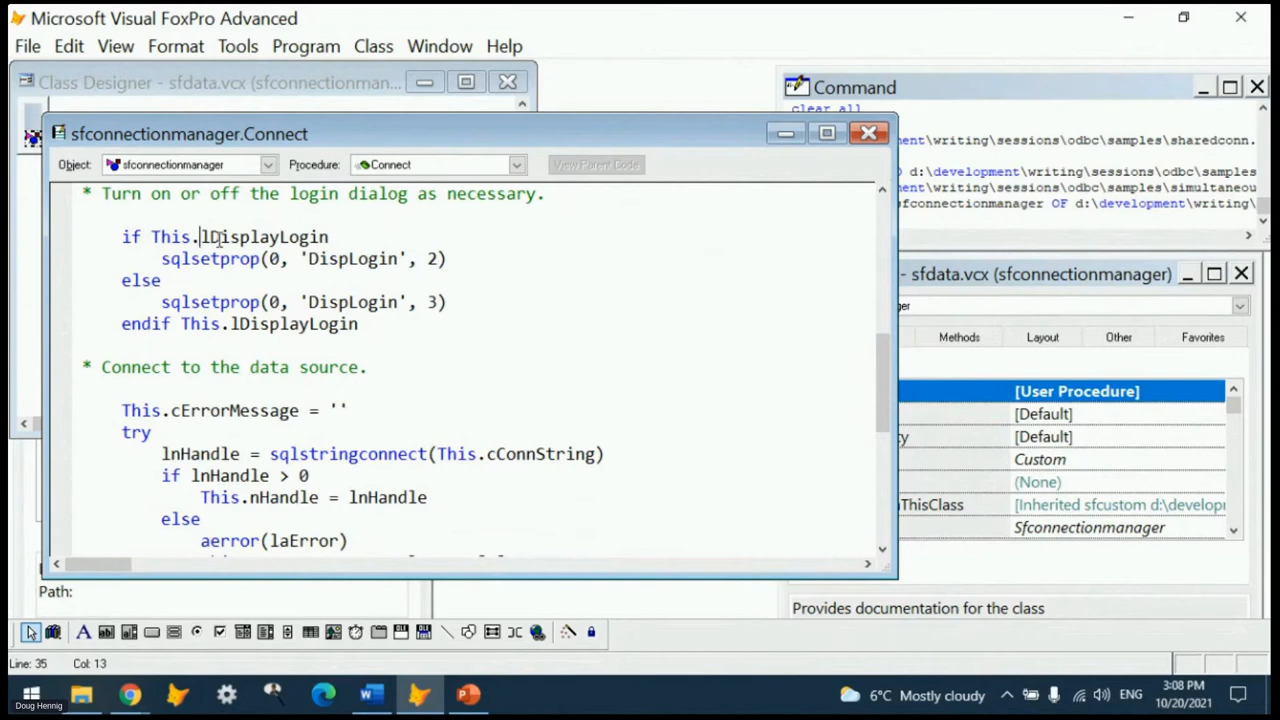 Microsoft Visual FoxPro Advanced
File Edit View Format Tools Program Class Window Help
Class Designer - sfdata.vcx (sfconnectionman...
Command
clear all
sfconnectionmanager.Connect
ment\writing\sessions\odbc\samples\sharedconn.
Object: sfconnectionmanager Procedure: Connect View Parent Code
O d:\development\writing\sessions\odbc\samples
ment\writing\sessions\odbc\samples\simultaneou
sfconnectionmanager OF d:\development\writing\
* Turn on or off the login dialog as necessary.
if This.lDisplayLogin
sqlsetprop(0, 'DispLogin', 2)
else
sqlsetprop(0, 'DispLogin', 3)
endif This.lDisplayLogin
* Connect to the data source.
This.cErrorMessage = ''
try
lnHandle = sqlstringconnect(This.cConnString)
if lnHandle > 0
This.nHandle = lnHandle
else
aerror(laError)
- sfdata.vcx (sfconnectionmanager)
ger
Methods Layout Other Favorites
[User Procedure]
[Default]
ty [Default]
Custom
(None)
nThisClass [Inherited sfcustom d:\develop
Sfconnectionmanager
Path:
Provides documentation for the class
Line: 35 Col: 13
6°C Mostly cloudy ENG 3:08 PM
10/20/2021
Doug Hennig